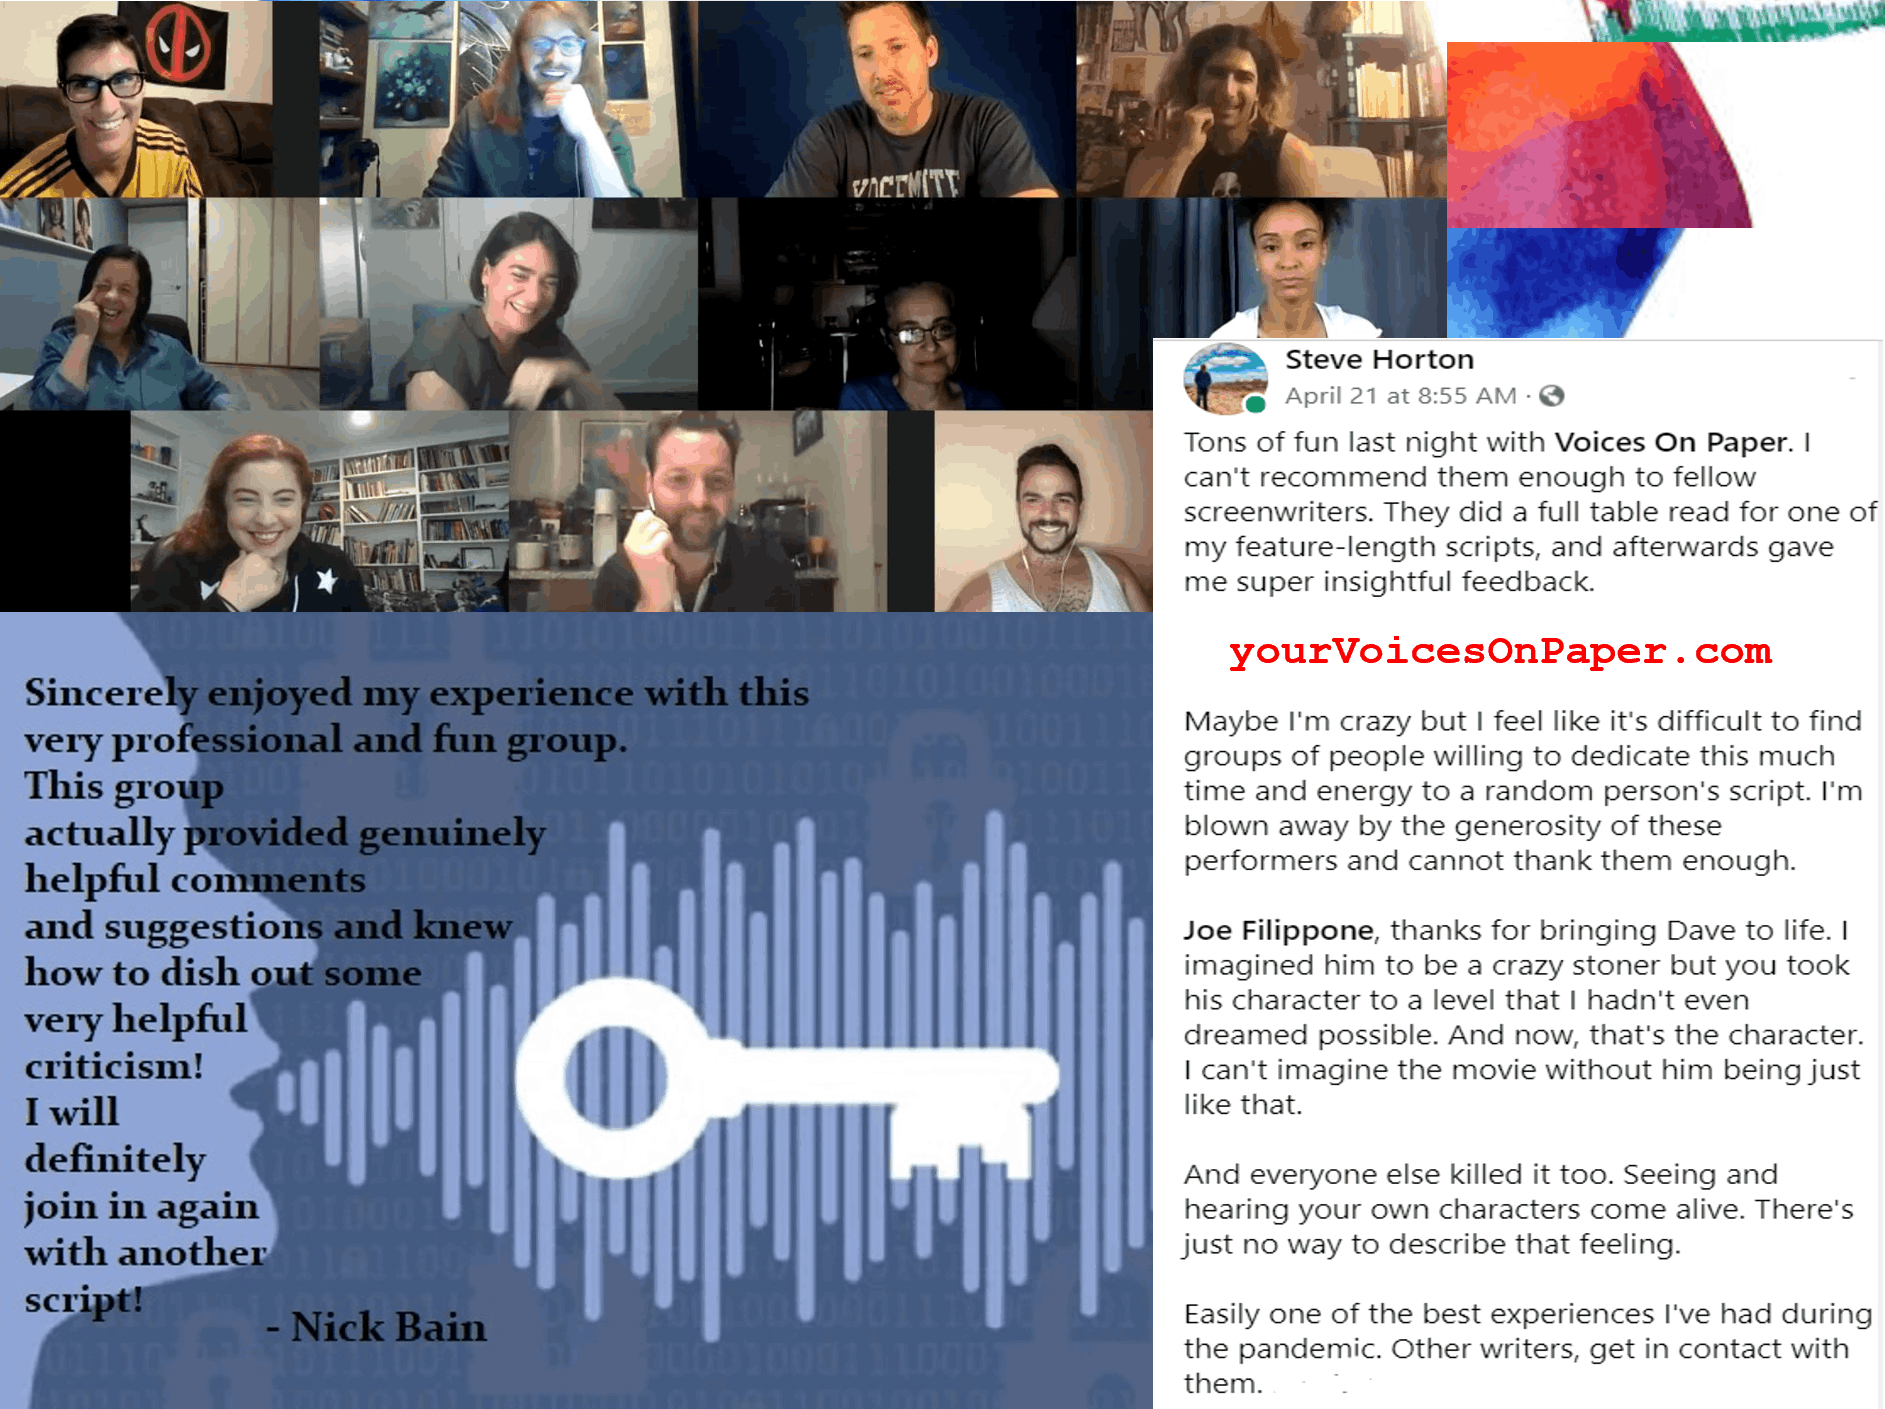 YOSEMITE
Steve Horton
April 21 at 8:55 AM ·
Tons of fun last night with Voices On Paper. I
can't recommend them enough to fellow
screenwriters. They did a full table read for one of
my feature-length scripts, and afterwards gave
me super insightful feedback.
yourVoicesOnPaper.com
Maybe I'm crazy but I feel like it's difficult to find
groups of people willing to dedicate this much
time and energy to a random person's script. I'm
blown away by the generosity of these
performers and cannot thank them enough.
Joe Filippone, thanks for bringing Dave to life. I
imagined him to be a crazy stoner but you took
his character to a level that I hadn't even
dreamed possible. And now, that's the character.
I can't imagine the movie without him being just
like that.
And everyone else killed it too. Seeing and
hearing your own characters come alive. There's
just no way to describe that feeling.
Easily one of the best experiences I've had during
the pandemic. Other writers, get in contact with
them.
Sincerely enjoyed my experience with this
very professional and fun group.
This group
actually provided genuinely
helpful comments
and suggestions and knew
how to dish out some
very helpful
criticism!
I will
definitely
join in again
with another
script!
- Nick Bain